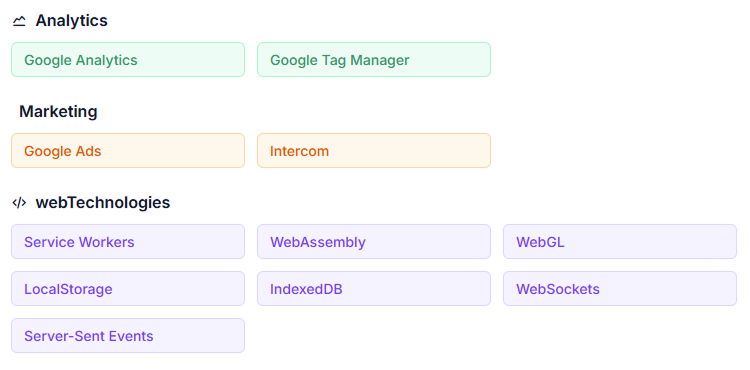 Analytics
Google Analytics
Google Tag Manager
Marketing
Google Ads
Intercom
webTechnologies
Service Workers
WebAssembly
WebGL
LocalStorage
IndexedDB
WebSockets
Server-Sent Events